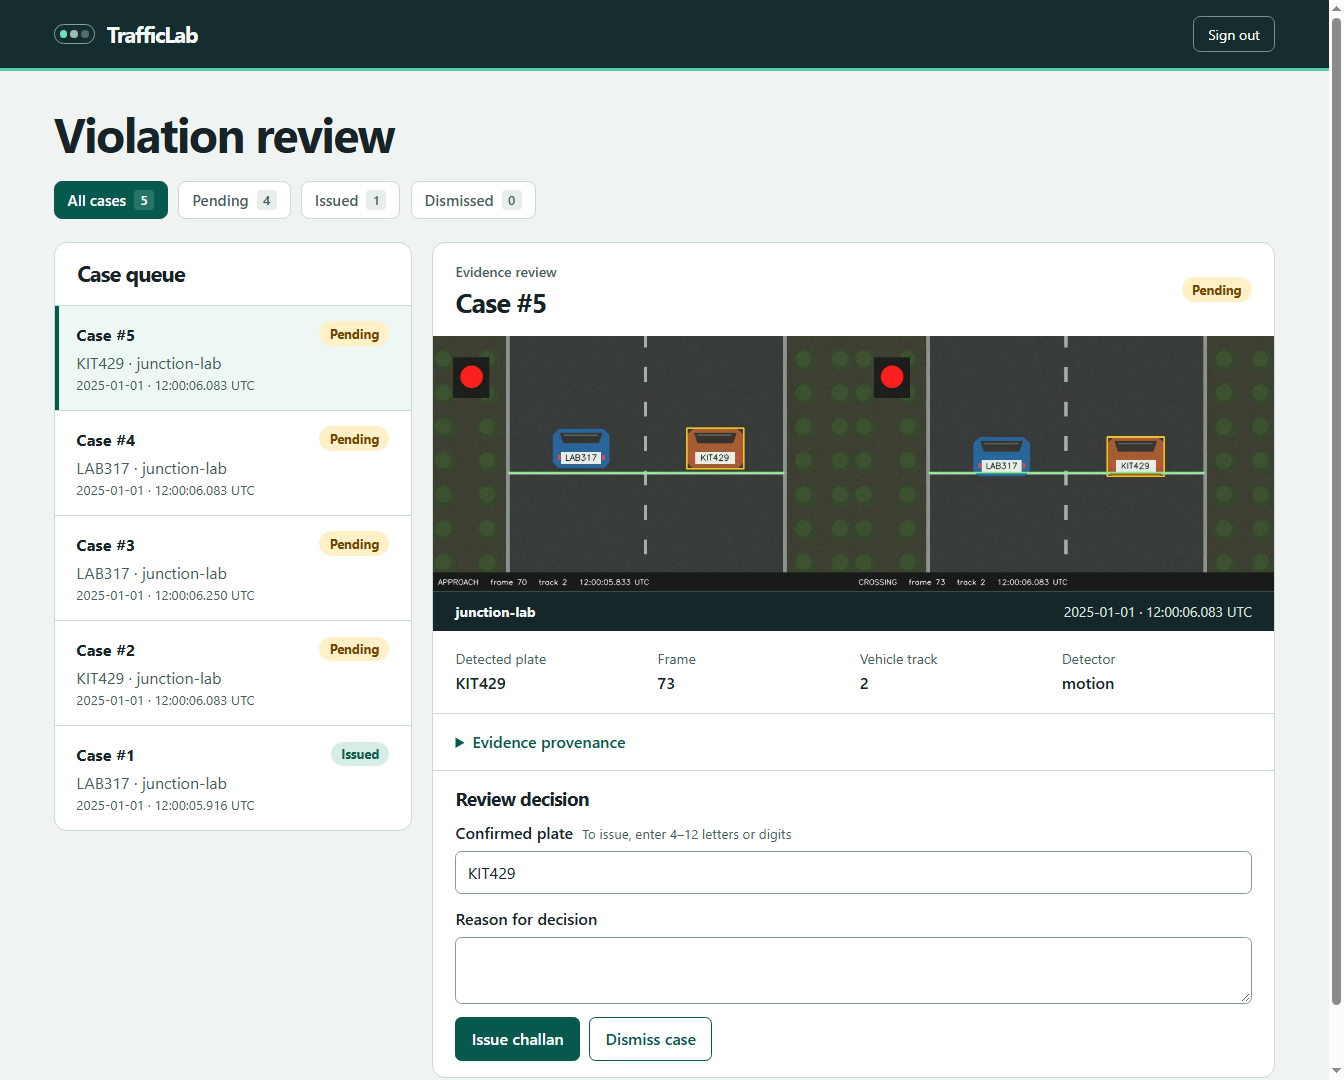 TrafficLab
Sign out
Violation review
All cases 5
Pending 4
Issued 1
Dismissed 0
Case queue
Case #5
Pending
KIT429 · junction-lab
2025-01-01 · 12:00:06.083 UTC
Case #4
Pending
LAB317 · junction-lab
2025-01-01 · 12:00:06.083 UTC
Case #3
Pending
LAB317 · junction-lab
2025-01-01 · 12:00:06.250 UTC
Case #2
Pending
KIT429 · junction-lab
2025-01-01 · 12:00:06.083 UTC
Case #1
Issued
LAB317 · junction-lab
2025-01-01 · 12:00:05.916 UTC
Evidence review
Case #5
Pending
LAB317
KIT429
LAB317
KIT429
APPROACH frame 70 track 2 12:00:05.833 UTC
CROSSING frame 73 track 2 12:00:06.083 UTC
junction-lab
2025-01-01 · 12:00:06.083 UTC
Detected plate
KIT429
Frame
73
Vehicle track
2
Detector
motion
Evidence provenance
Review decision
Confirmed plate To issue, enter 4–12 letters or digits
KIT429
Reason for decision
Issue challan
Dismiss case